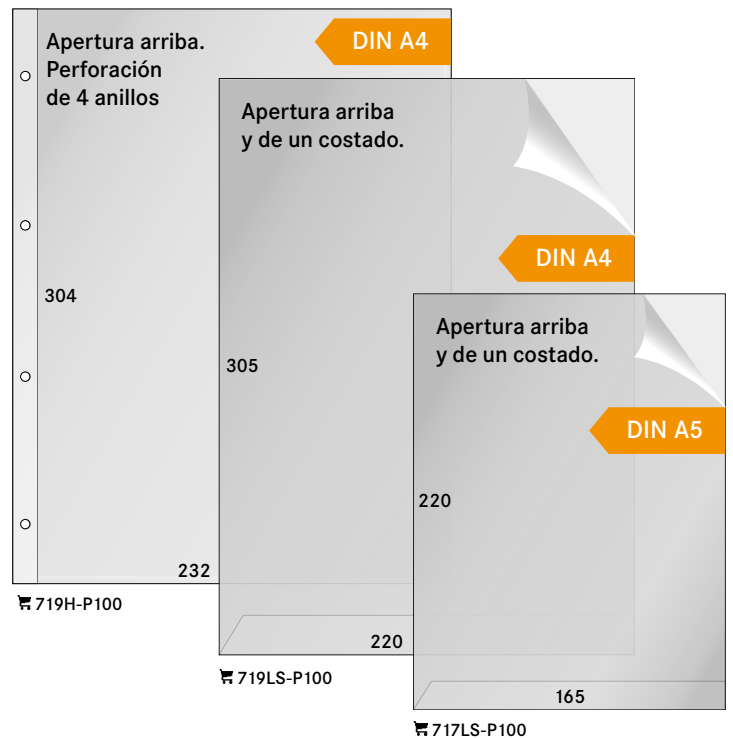 Apertura arriba.
Perforación
de 4 anillos
DIN A4
304
232
719H-P100
Apertura arriba
y de un costado.
DIN A4
305
220
719LS-P100
Apertura arriba
y de un costado.
DIN A5
220
165
717LS-P100